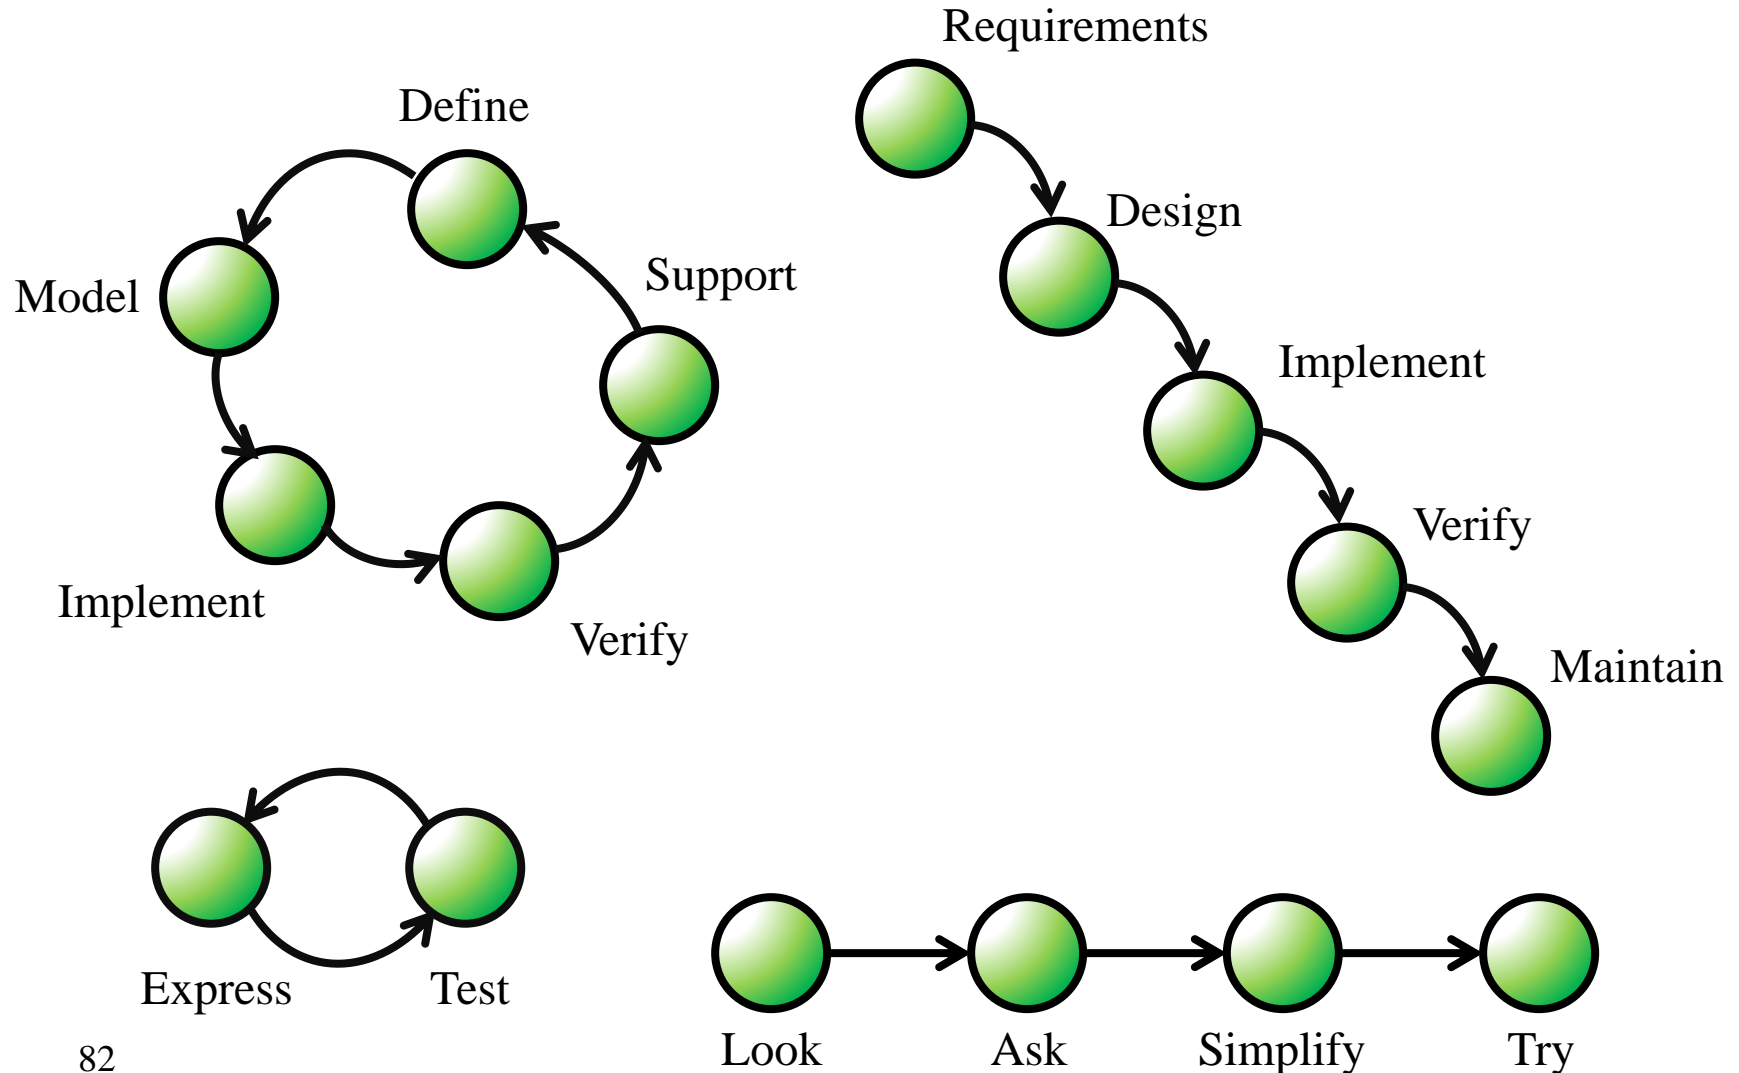 Requirements
Define
Design
Support
Model
Implement
Implement
Verify
Verify
Maintain
Express
Test
Look
Ask
Simplify
Try
82